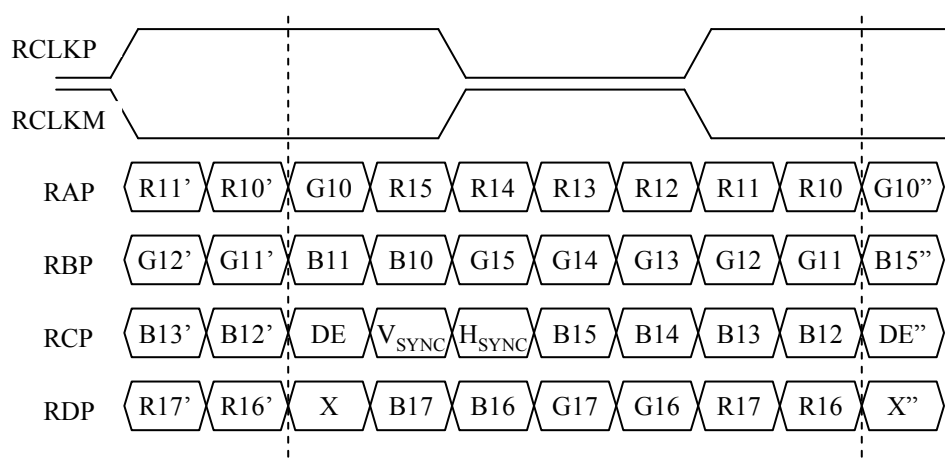 RCLKP
RCLKM
RAP R11’ R10’ G10 R15 R14 R13 R12 R11 R10 G10”
RBP G12’ G11’ B11 B10 G15 G14 G13 G12 G11 B15”
RCP B13’ B12’ DE VSYNC HSYNC B15 B14 B13 B12 DE”
RDP R17’ R16’ X B17 B16 G17 G16 R17 R16 X”